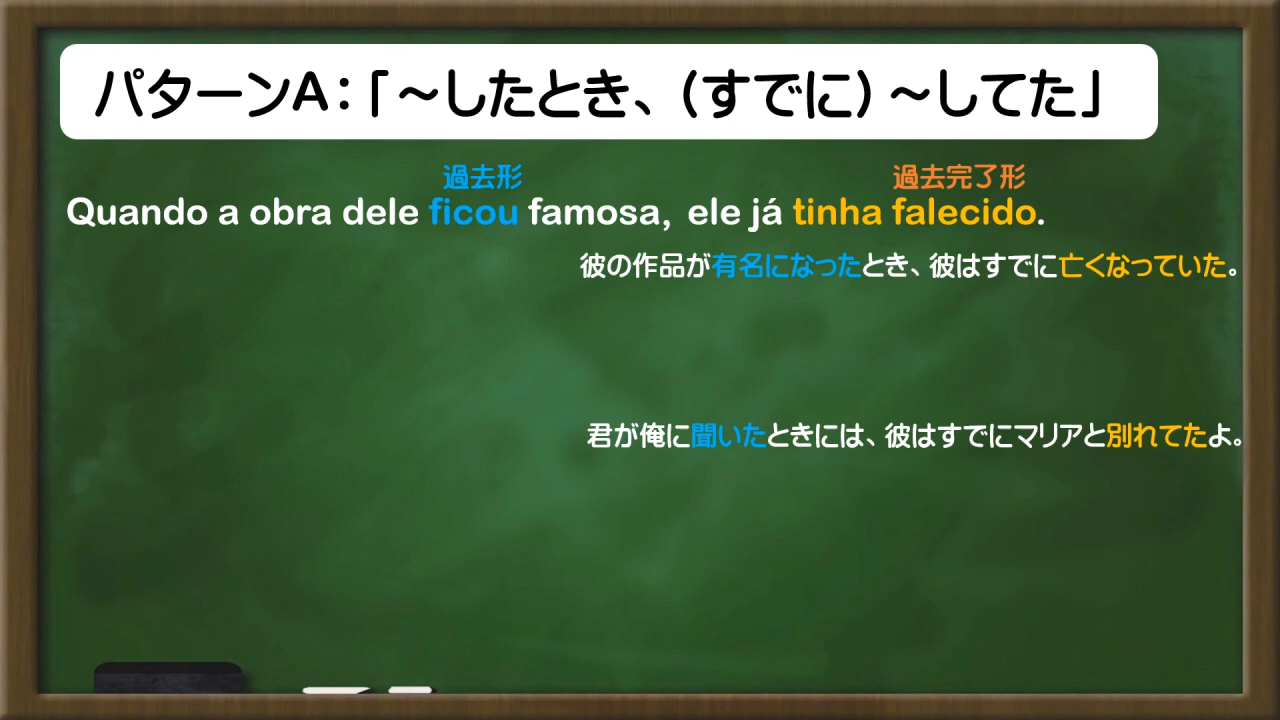 パターンA：「～したとき、（すでに）～してた」
過去形 過去完了形
Quando a obra dele ficou famosa, ele já tinha falecido.
彼の作品が有名になったとき、彼はすでに亡くなっていた。
君が俺に聞いたときには、彼はすでにマリアと別れてたよ。